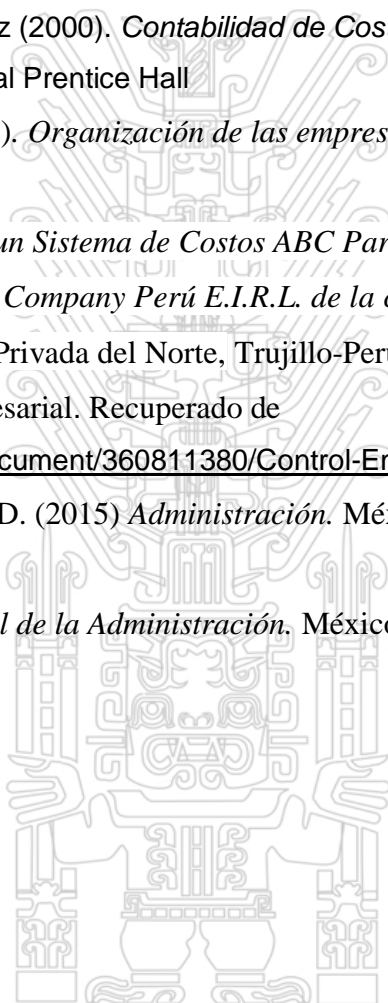 z (2000). Contabilidad de Cos
al Prentice Hall
). Organización de las empres
un Sistema de Costos ABC Par
Company Perú E.I.R.L. de la
Privada del Norte, Trujillo-Per
esarial. Recuperado de
cument/360811380/Control-E
D. (2015) Administración. Mé
l de la Administración. México